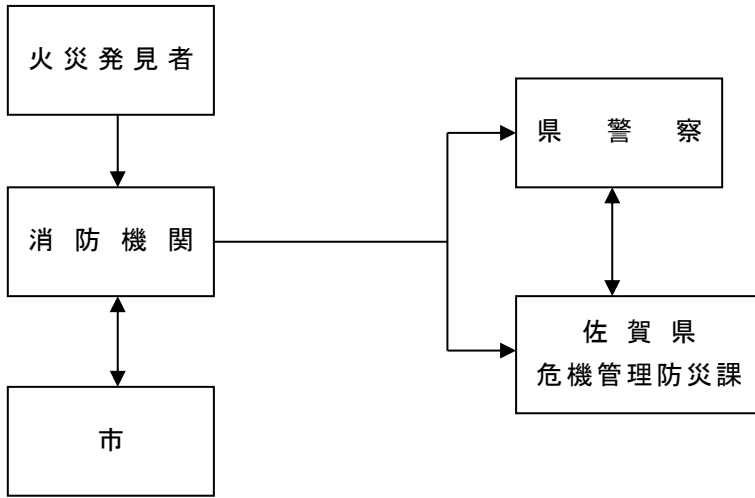 火災発見者
県警察
消防機関
佐賀県
危機管理防災課
市